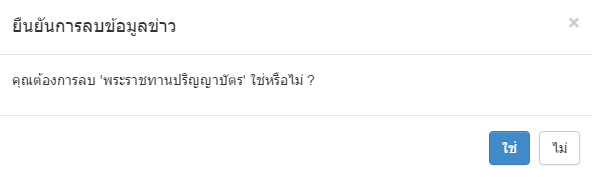 ยืนยันการลบข้อมูลข่าว
×
คุณต้องการลบ 'พระราชทานปริญญาบัตร' ใช่หรือไม่ ?
ใช่ ไม่